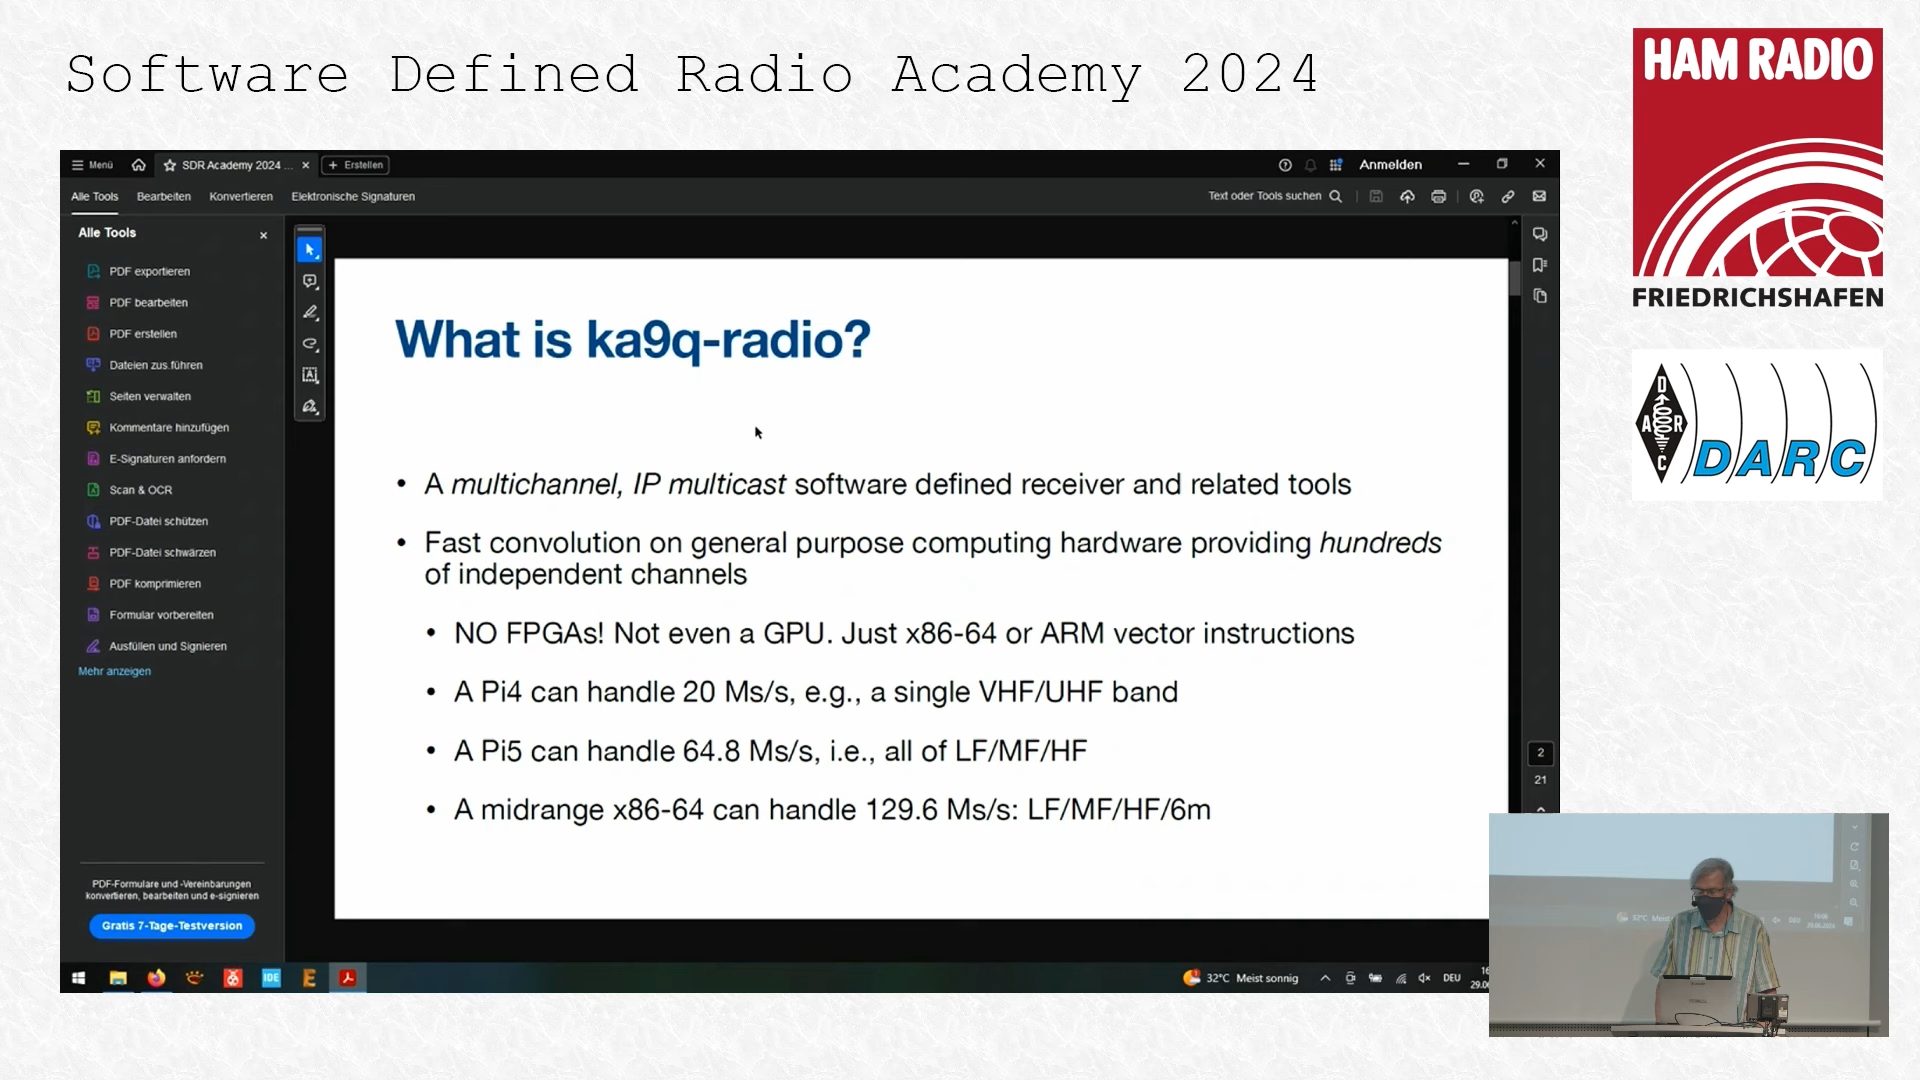 Software Defined Radio Academy 2024
HAM RADIO
FRIEDRICHSHAFEN
DARC
DARC
Menü
SDR Academy 2024 ...
+ Erstellen
Anmelden
Alle Tools
Bearbeiten
Konvertieren
Elektronische Signaturen
Text oder Tools suchen
Alle Tools
PDF exportieren
PDF bearbeiten
PDF erstellen
Dateien zus.führen
Seiten verwalten
Kommentare hinzufügen
E-Signaturen anfordern
Scan & OCR
PDF-Datei schützen
PDF-Datei schwärzen
PDF komprimieren
Formular vorbereiten
Ausfüllen und Signieren
Mehr anzeigen
PDF-Formulare und -Vereinbarungen
konvertieren, bearbeiten und e-signieren
Gratis 7-Tage-Testversion
What is ka9q-radio?
• A multichannel, IP multicast software defined receiver and related tools
• Fast convolution on general purpose computing hardware providing hundreds
of independent channels
• NO FPGAs! Not even a GPU. Just x86-64 or ARM vector instructions
• A Pi4 can handle 20 Ms/s, e.g., a single VHF/UHF band
• A Pi5 can handle 64.8 Ms/s, i.e., all of LF/MF/HF
• A midrange x86-64 can handle 129.6 Ms/s: LF/MF/HF/6m
2
21
IDE
32°C Meist sonnig
DEU